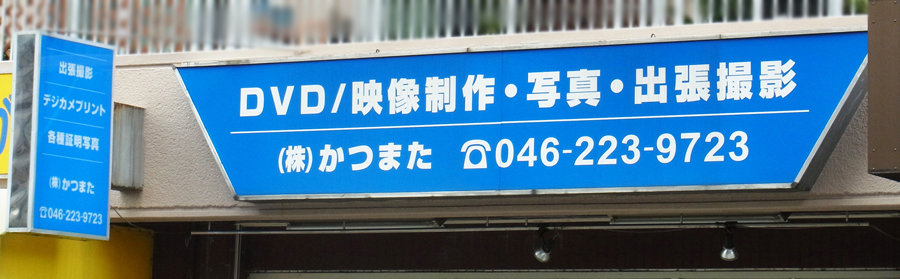 出張撮影
デジカメプリント
各種証明写真
(株)かつまた
☎046-223-9723
DVD/映像制作・写真・出張撮影
(株)かつまた ☎046-223-9723